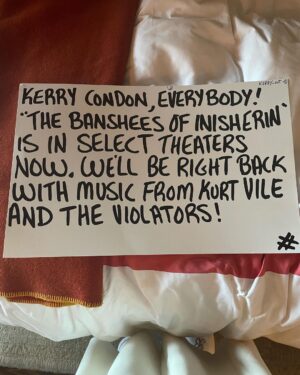 KERRY CONDON, EVERYBODY!
"THE BANSHEES OF INISHERIN"
IS IN SELECT THEATERS
NOW. WE'LL BE RIGHT BACK
WITH MUSIC FROM KURT VILE
AND THE VIOLATORS!
#